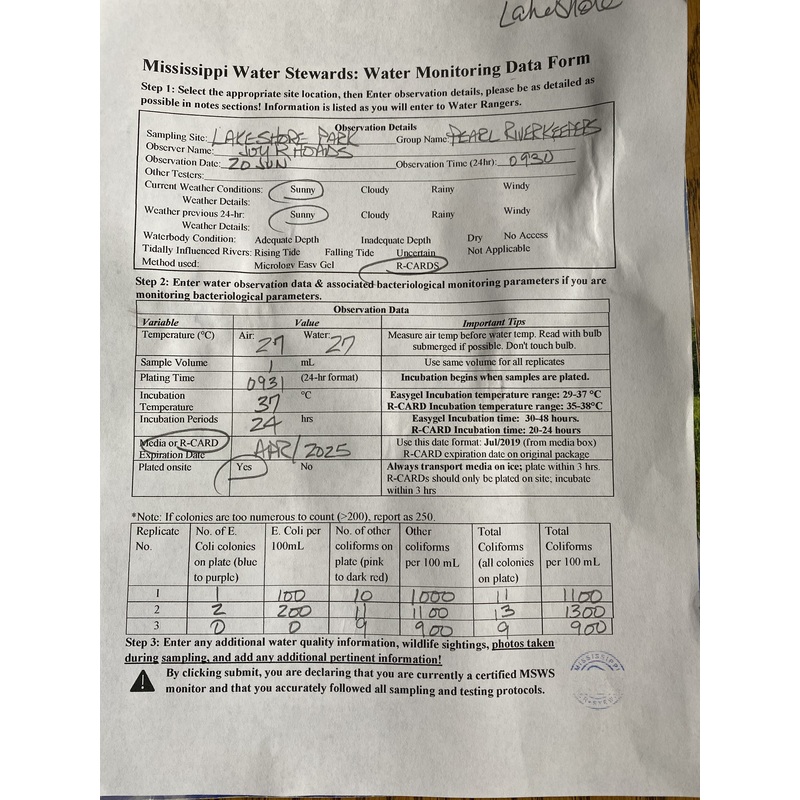 Lakeshore
Mississippi Water Stewards: Water Monitoring Data Form
Step 1: Select the appropriate site location, then Enter observation details, please be as detailed as
possible in notes sections! Information is listed as you will enter to Water Rangers.
Observation Details
Sampling Site: LAKESHORE PARK Group Name: PEARL RIVERKEEPERS
Observer Name: JOY RHOADS
Observation Date: 20 JUN Observation Time (24hr): 0930
Other Testers:
Current Weather Conditions: Sunny Cloudy Rainy Windy
Weather Details:
Weather previous 24-hr: Sunny Cloudy Rainy Windy
Weather Details:
Waterbody Condition: Adequate Depth Inadequate Depth Dry No Access
Tidally Influenced Rivers: Rising Tide Falling Tide Uncertain Not Applicable
Method used: Micrology Easy Gel R-CARDS
Step 2: Enter water observation data & associated bacteriological monitoring parameters if you are
monitoring bacteriological parameters.
Observation Data
Variable Value Important Tips
Temperature (°C) Air: 27 Water: 27 Measure air temp before water temp. Read with bulb
submerged if possible. Don't touch bulb.
Sample Volume 1 mL Use same volume for all replicates
Plating Time 0931 (24-hr format) Incubation begins when samples are plated.
Incubation 37 °C Easygel Incubation temperature range: 29-37 °C
Temperature R-CARD Incubation temperature range: 35-38°C
Incubation Periods 24 hrs Easygel Incubation time: 30-48 hours.
R-CARD Incubation time: 20-24 hours
Media or R-CARD APR/2025 Use this date format: Jul/2019 (from media box)
Expiration Date R-CARD expiration date on original package
Plated onsite Yes No Always transport media on ice; plate within 3 hrs.
R-CARDs should only be plated on site; incubate
within 3 hrs
*Note: If colonies are too numerous to count (>200), report as 250.
Replicate No. of E. E. Coli per No. of other Other Total Total
No. Coli colonies 100mL coliforms on coliforms Coliforms Coliforms
on plate (blue plate (pink per 100 mL (all colonies per 100 mL
to purple) to dark red) on plate)
1 1 100 10 1000 11 1100
2 2 200 11 1100 13 1300
3 0 0 9 900 9 900
Step 3: Enter any additional water quality information, wildlife sightings, photos taken
during sampling, and add any additional pertinent information!
By clicking submit, you are declaring that you are currently a certified MSWS
monitor and that you accurately followed all sampling and testing protocols.
MISSISSIPPI